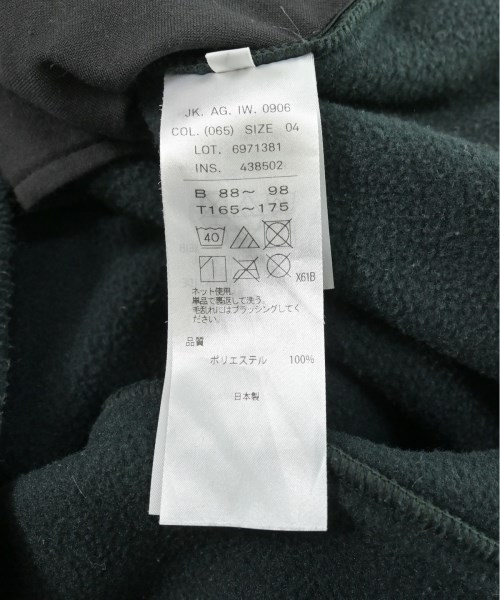 JK. AG. IW. 0906
COL. (065) SIZE 04
LOT. 6971381
INS. 438502
B 88～ 98
T165～175
40
X61B
ネット使用。
単品で裏返して洗う。
毛乱れにはブラッシングしてく
ださい。
品質
ポリエステル 100%
日本製